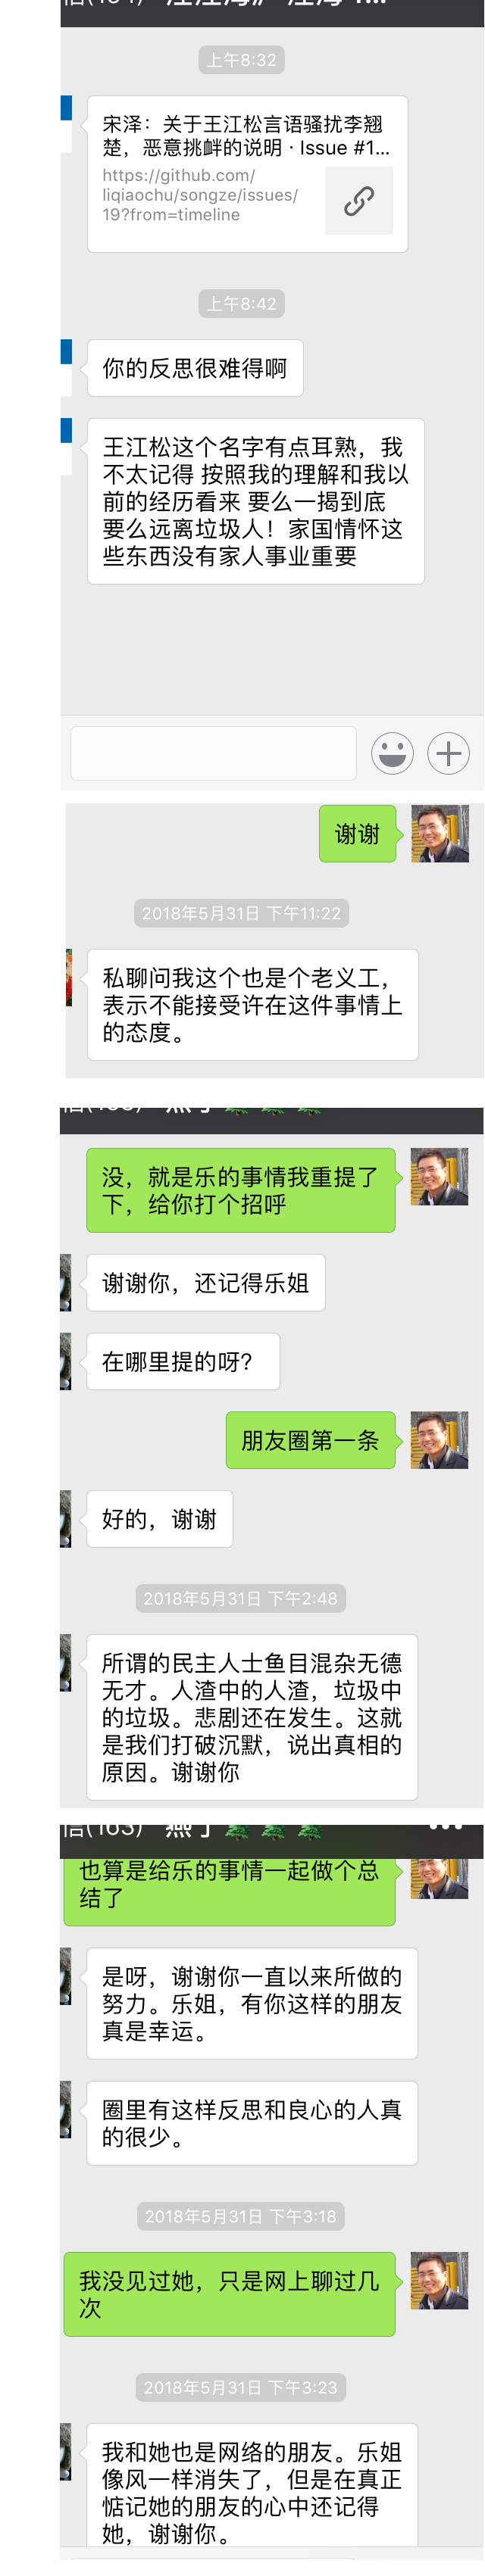 上午8:32
宋泽：关于王江松言语骚扰李翘
楚，恶意挑衅的说明 · Issue #1...
https://github.com/
liqiaochu/songze/issues/
19?from=timeline
上午8:42
你的反思很难得啊
王江松这个名字有点耳熟，我
不太记得 按照我的理解和我以
前的经历看来 要么一揭到底
要么远离垃圾人！家国情怀这
些东西没有家人事业重要
谢谢
2018年5月31日 下午11:22
私聊问我这个也是个老义工，
表示不能接受许在这件事情上
的态度。
没，就是乐的事情我重提了
下，给你打个招呼
谢谢你，还记得乐姐
在哪里提的呀?
朋友圈第一条
好的，谢谢
2018年5月31日 下午2:48
所谓的民主人士鱼目混杂无德
无才。人渣中的人渣，垃圾中
的垃圾。悲剧还在发生。这就
是我们打破沉默，说出真相的
原因。谢谢你
信(163)
也算是给乐的事情一起做个总
结了
是呀，谢谢你一直以来所做的
努力。乐姐，有你这样的朋友
真是幸运。
圈里有这样反思和良心的人真
的很少。
2018年5月31日 下午3:18
我没见过她，只是网上聊过几
次
2018年5月31日 下午3:23
我和她也是网络的朋友。乐姐
像风一样消失了，但是在真正
惦记她的朋友的心中还记得
她，谢谢你。